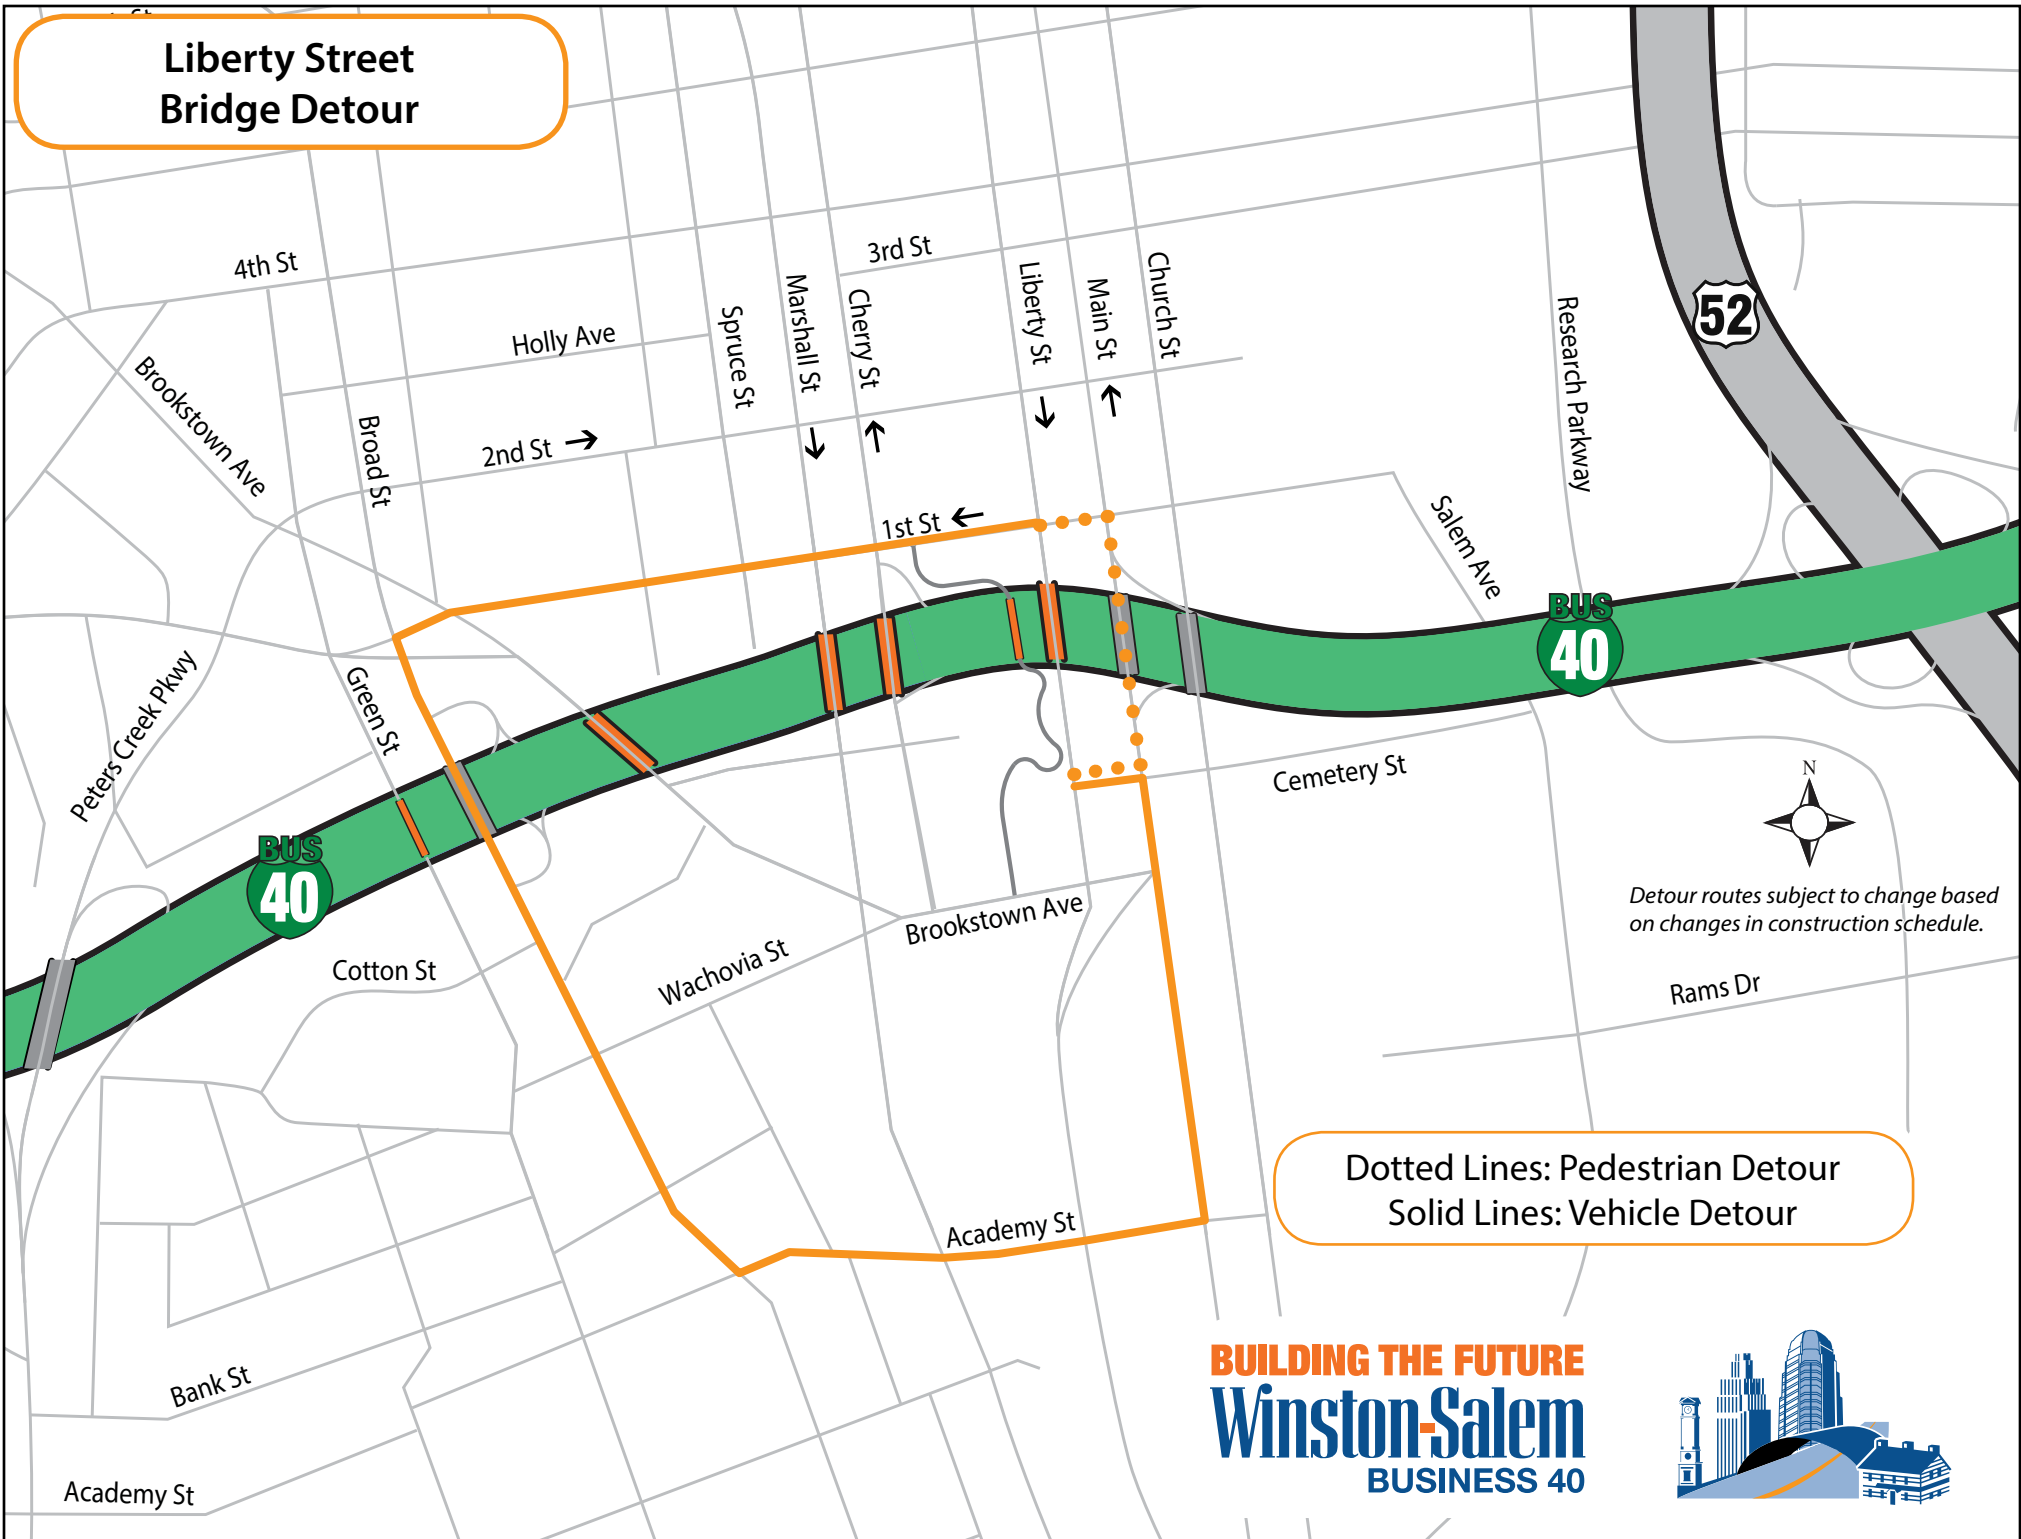 Liberty Street
Bridge Detour
4th St
3rd St
Holly Ave
2nd St
1st St
Brookstown Ave
Broad St
Spruce St
Marshall St
Cherry St
Liberty St
Main St
Church St
Research Parkway
52
Salem Ave
BUS
40
Peters Creek Pkwy
Green St
BUS
40
Cemetery St
N
Detour routes subject to change based
on changes in construction schedule.
Cotton St
Wachovia St
Brookstown Ave
Rams Dr
Dotted Lines: Pedestrian Detour
Solid Lines: Vehicle Detour
Academy St
Bank St
Academy St
BUILDING THE FUTURE
Winston-Salem
BUSINESS 40